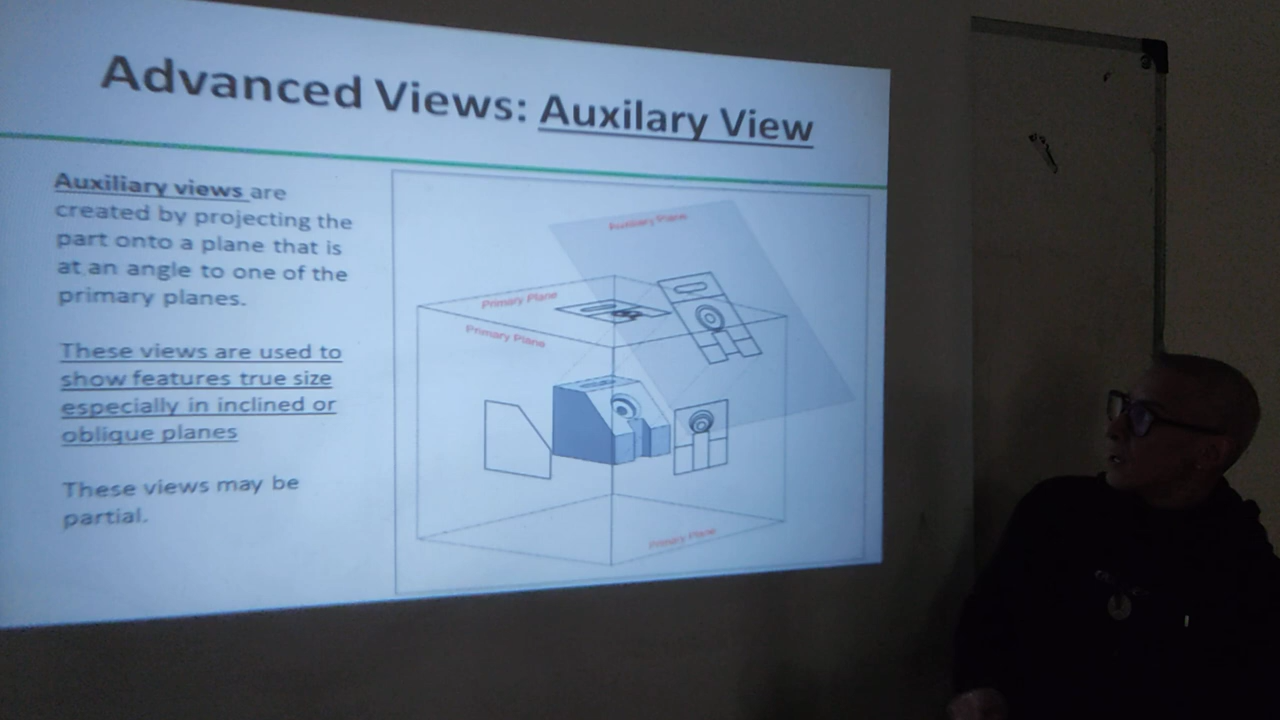 Advanced Views: Auxilary View
Auxiliary views are
created by projecting the
part onto a plane that is
at an angle to one of the
primary planes.
These views are used to
show features true size
especially in inclined or
oblique planes
These views may be
partial.
Auxiliary Plane
Primary Plane
Primary Plane
Primary Plane